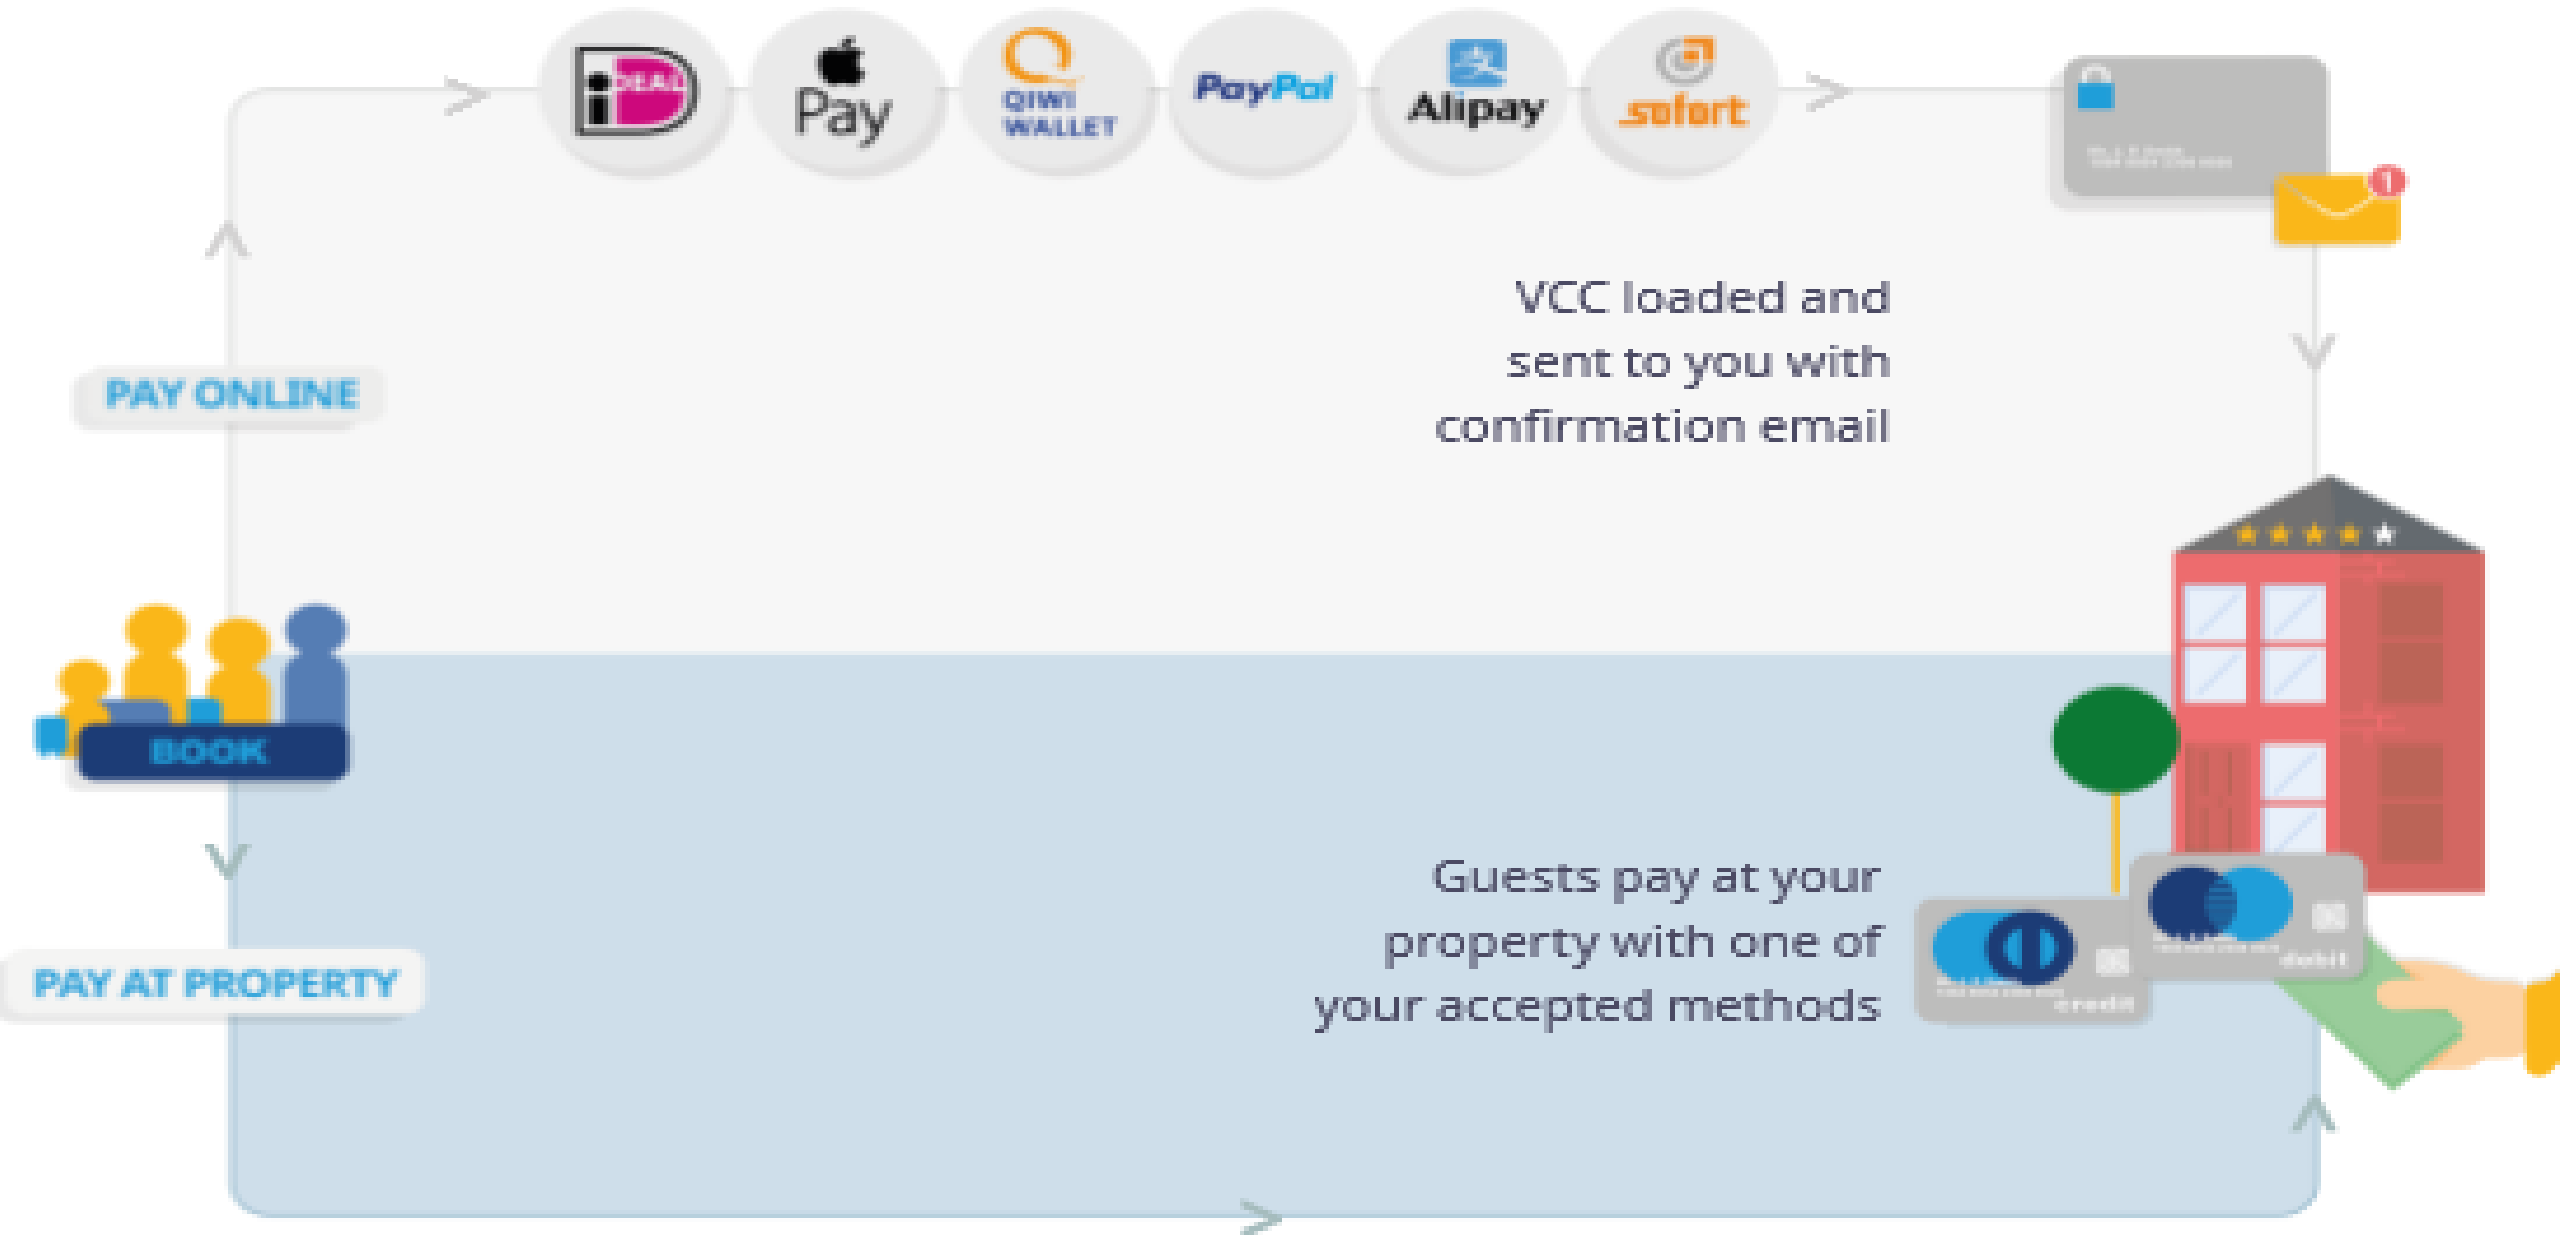 iDEAL
Pay
QIWI
WALLET
PayPal
Alipay
sofort
1
VCC loaded and
sent to you with
confirmation email
PAY ONLINE
BOOK
Guests pay at your
property with one of
your accepted methods
PAY AT PROPERTY
debit
credit